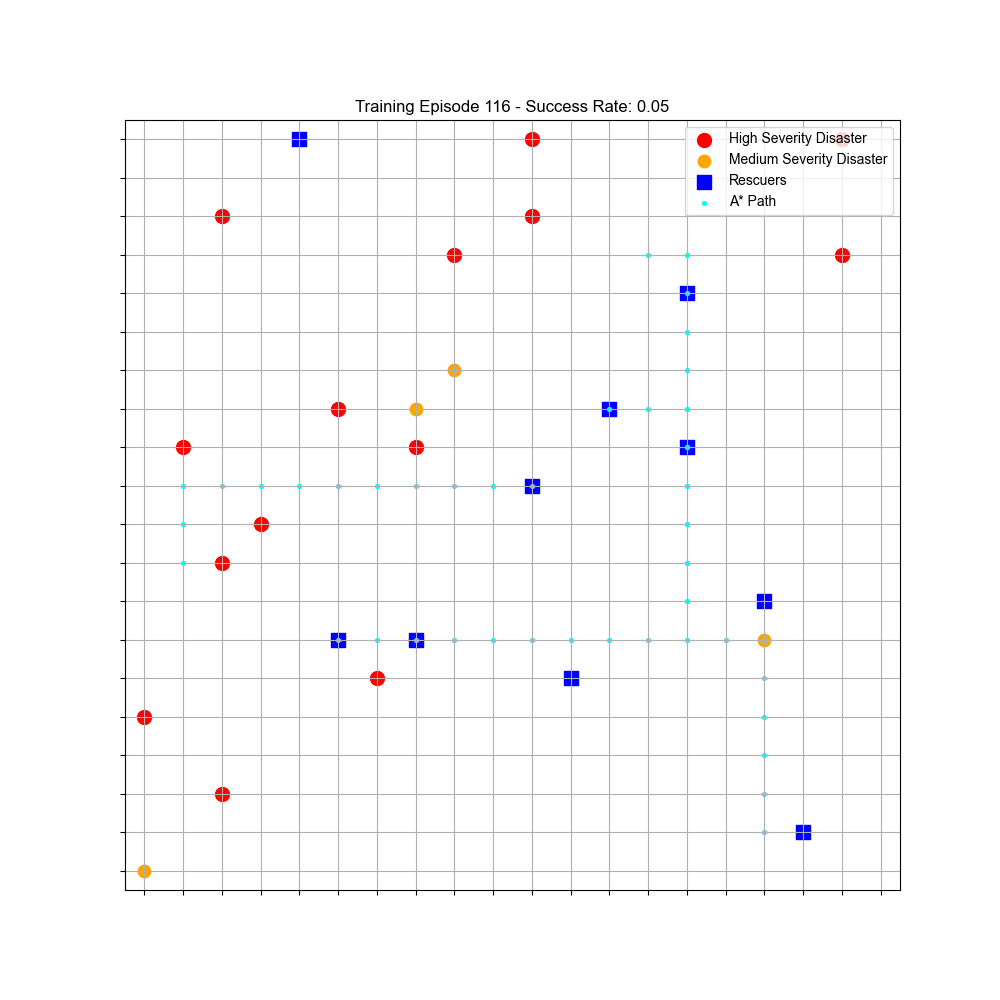 Training Episode 116 - Success Rate: 0.05
High Severity Disaster
Medium Severity Disaster
Rescuers
A* Path